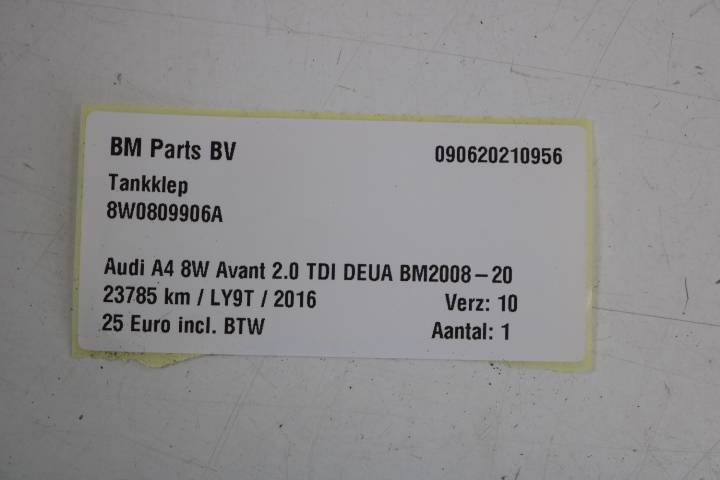 BM Parts BV 090620210956
Tankklep
8W0809906A
Audi A4 8W Avant 2.0 TDI DEUA BM2008-20
23785 km / LY9T / 2016 Verz: 10
25 Euro incl. BTW Aantal: 1